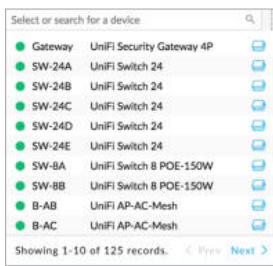 Select or search for a device
Gateway UniFi Security Gateway 4P
SW-24A UniFi Switch 24
SW-24B UniFi Switch 24
SW-24C UniFi Switch 24
SW-24D UniFi Switch 24
SW-24E UniFi Switch 24
SW-8A UniFi Switch 8 POE-150W
SW-8B UniFi Switch 8 POE-150W
B-AB UniFi AP-AC-Mesh
B-AC UniFi AP-AC-Mesh
Showing 1-10 of 125 records. < Prev Next >